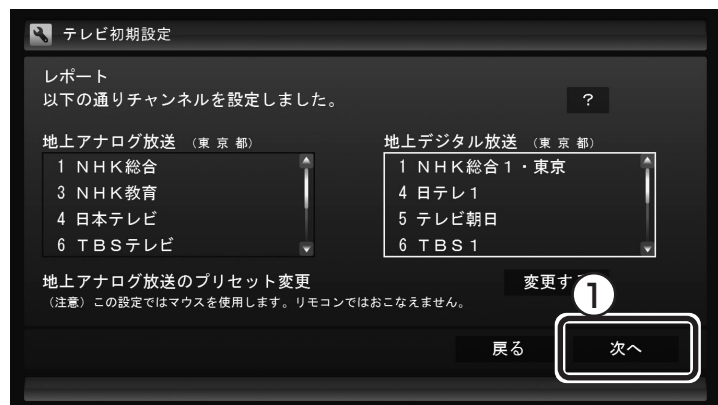 テレビ初期設定
レポート
以下の通りチャンネルを設定しました。
?
地上アナログ放送 (東京都)
1 NHK総合
3 NHK教育
4 日本テレビ
6 TBSテレビ
地上デジタル放送 (東京都)
1 NHK総合1・東京
4 日テレ1
5 テレビ朝日
6 TBS1
地上アナログ放送のプリセット変更
変更す
(注意) この設定ではマウスを使用します。リモコンではおこなえません。
①
戻る
次へ